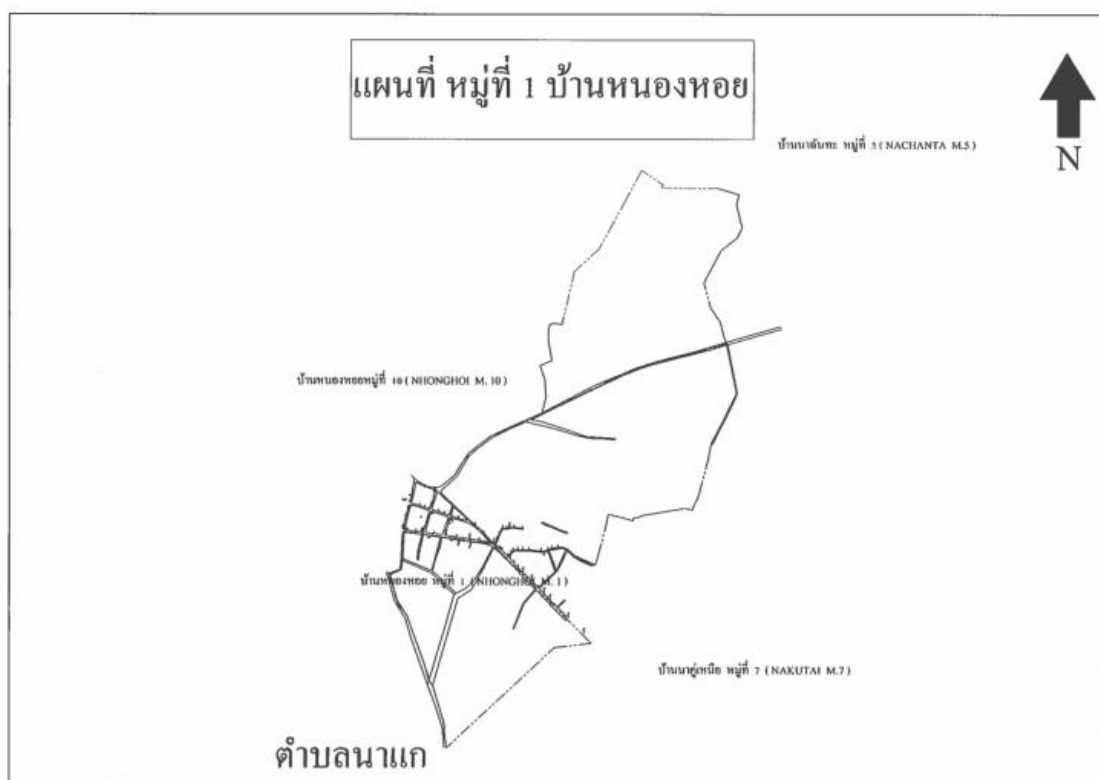 แผนที่ หมู่ที่ 1 บ้านหนองหอย
บ้านนาฉันทะ หมู่ที่ 5 ( NACHANTA M.5)
N
บ้านหนองหอยหมู่ที่ 10 ( NHONGHOI M. 10)
บ้านหนองหอย หมู่ที่ 1 ( NHONGHOI M. 1)
บ้านนาคู่เหนือ หมู่ที่ 7 ( NAKUTAI M.7)
ตำบลนาแก